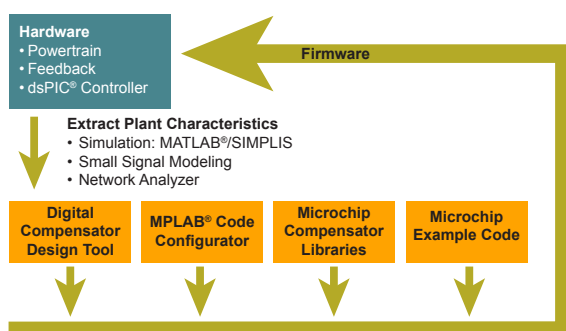 Hardware
• Powertrain
• Feedback
• dsPIC® Controller
Firmware
Extract Plant Characteristics
• Simulation: MATLAB®/SIMPLIS
• Small Signal Modeling
• Network Analyzer
Digital
Compensator
Design Tool
MPLAB® Code
Configurator
Microchip
Compensator
Libraries
Microchip
Example Code